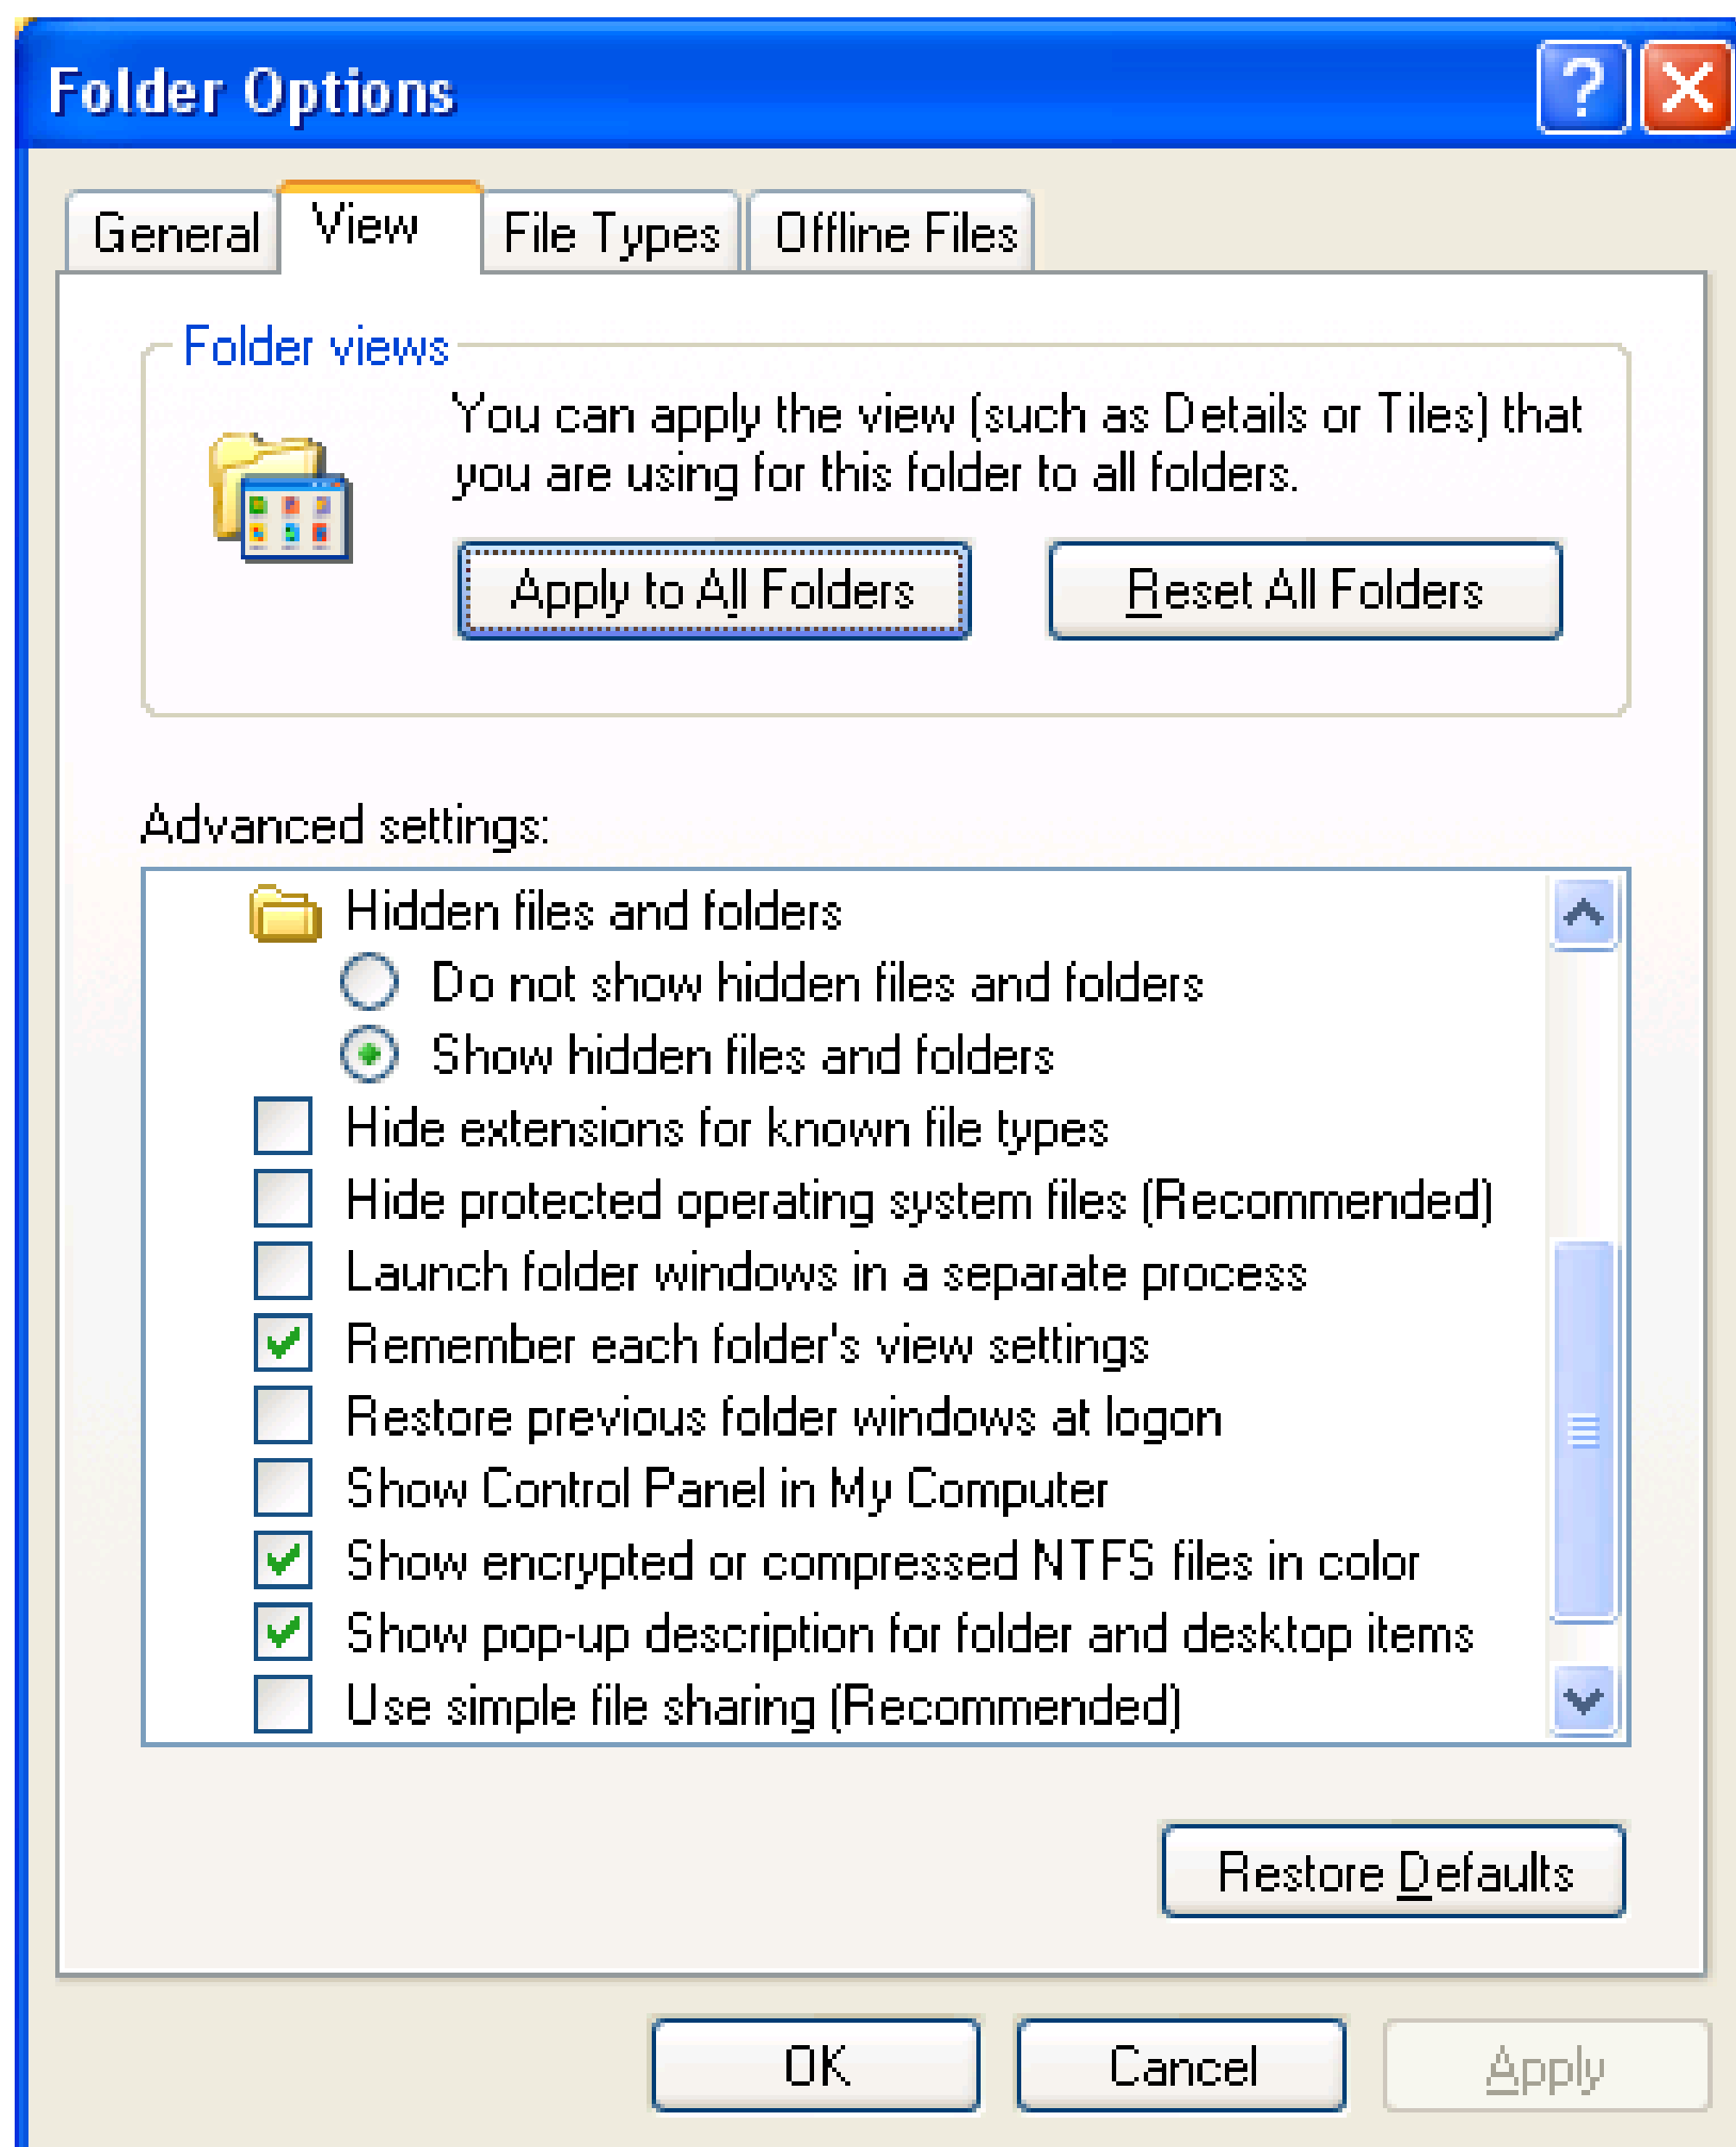 Folder Options
General View File Types Offline Files
Folder views
You can apply the view (such as Details or Tiles) that
you are using for this folder to all folders.
Apply to All Folders Reset All Folders
Advanced settings:
Hidden files and folders
Do not show hidden files and folders
Show hidden files and folders
Hide extensions for known file types
Hide protected operating system files (Recommended)
Launch folder windows in a separate process
Remember each folder's view settings
Restore previous folder windows at logon
Show Control Panel in My Computer
Show encrypted or compressed NTFS files in color
Show pop-up description for folder and desktop items
Use simple file sharing (Recommended)
Restore Defaults
OK Cancel Apply